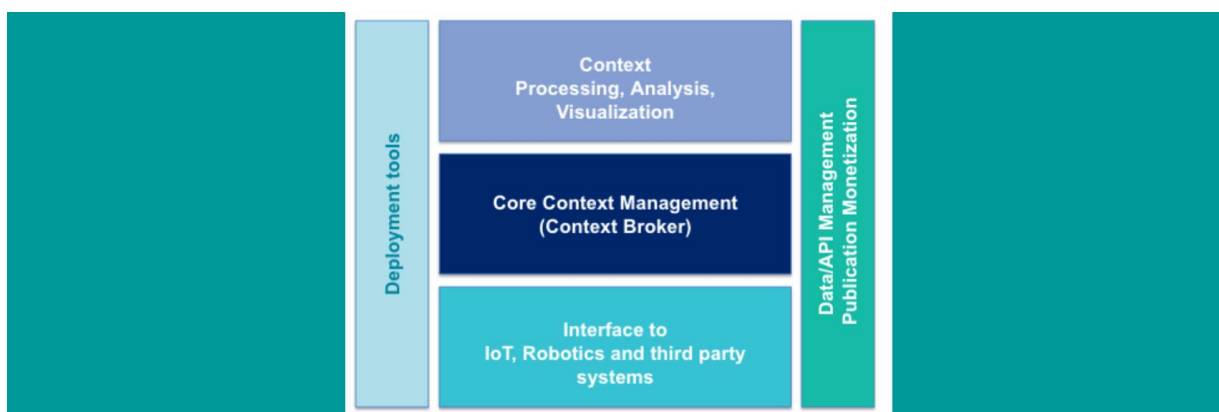 Deployment tools
Context
Processing, Analysis,
Visualization
Core Context Management
(Context Broker)
Interface to
IoT, Robotics and third party
systems
Data/API Management
Publication Monetization